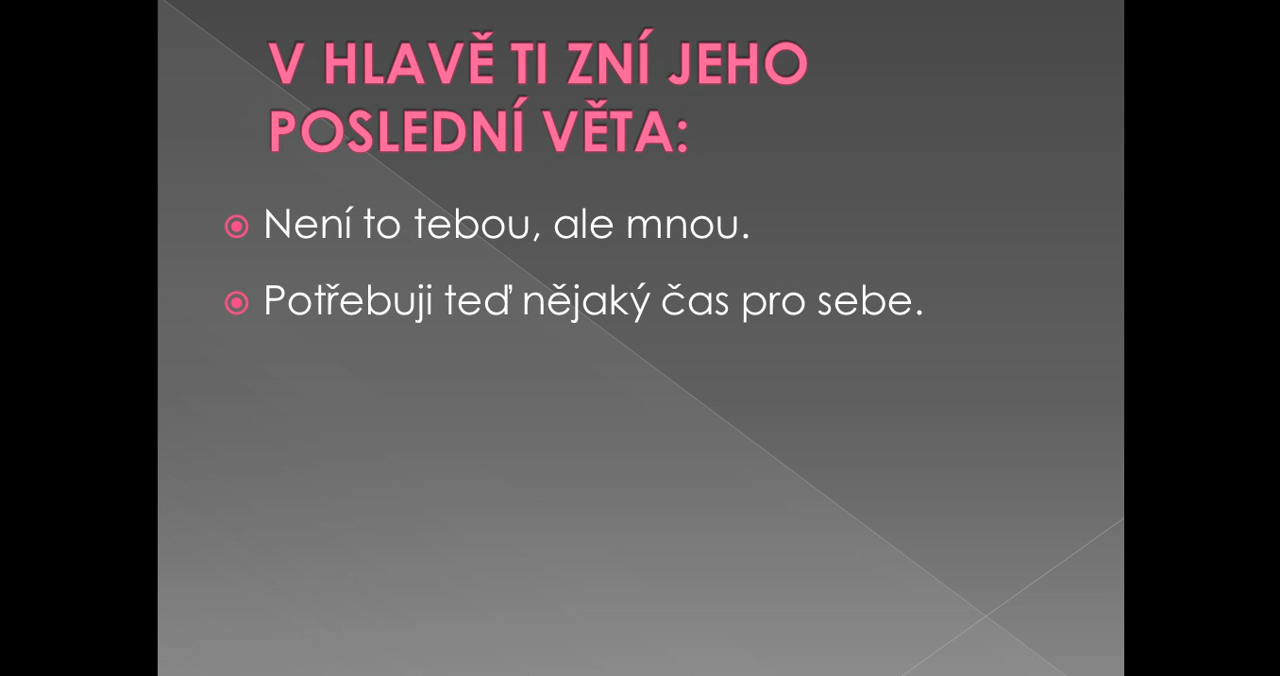 V HLAVĚ TI ZNÍ JEHO
POSLEDNÍ VĚTA:
Není to tebou, ale mnou.
Potřebuji teď nějaký čas pro sebe.